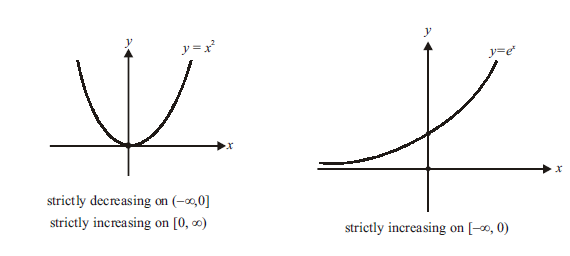 y
y = x²
x
strictly decreasing on (−∞,0]
strictly increasing on [0, ∞)
y
y=eˣ
x
strictly increasing on [−∞, 0)